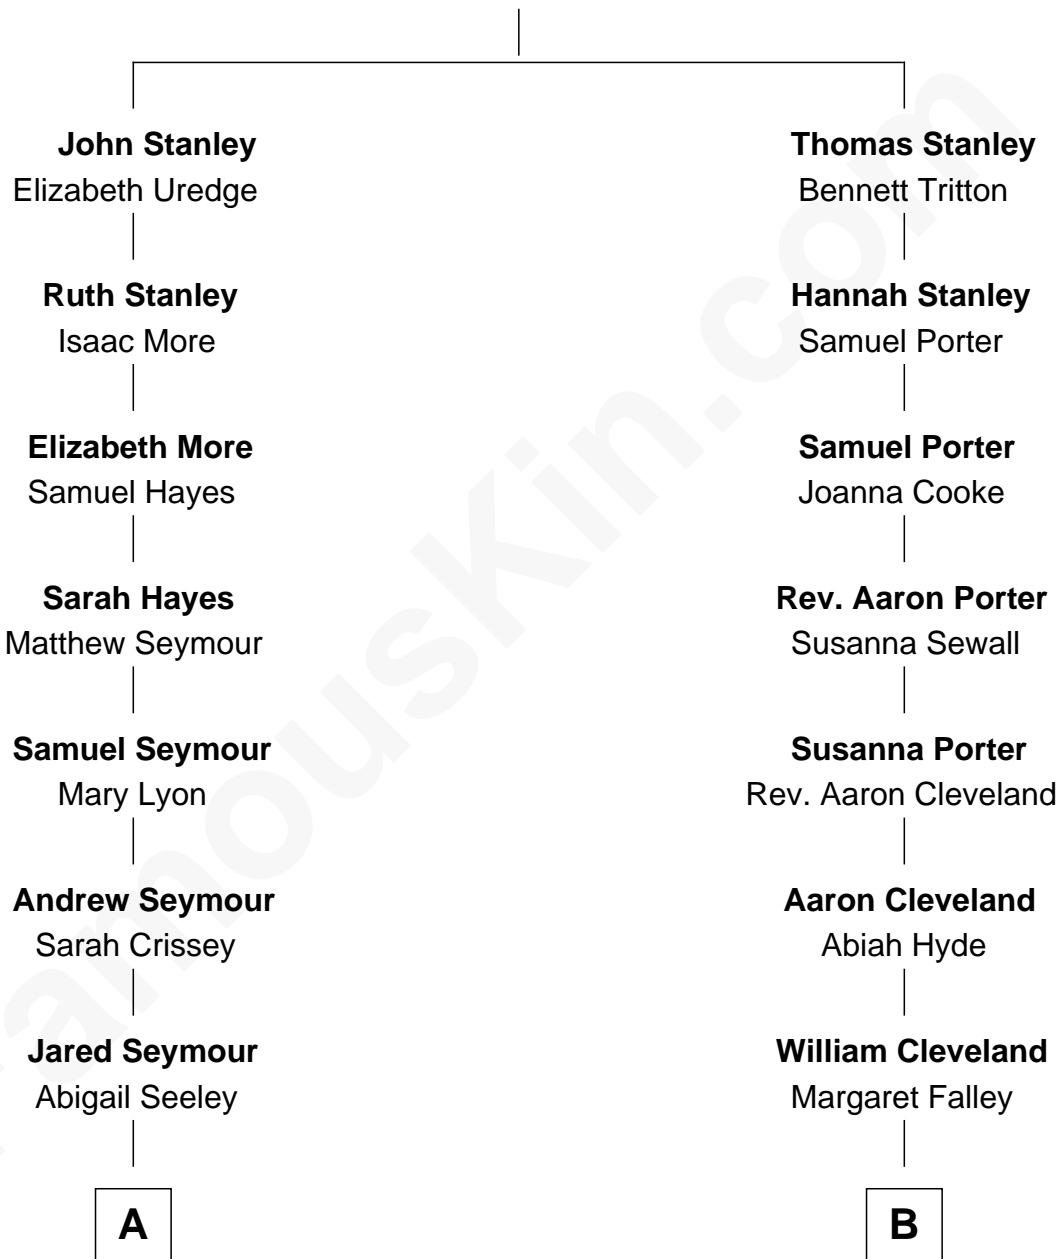 John Stanley
Elizabeth Uredge
Ruth Stanley
Isaac More
Elizabeth More
Samuel Hayes
Sarah Hayes
Matthew Seymour
Samuel Seymour
Mary Lyon
Andrew Seymour
Sarah Crissey
Jared Seymour
Abigail Seeley
A
Thomas Stanley
Bennett Tritton
Hannah Stanley
Samuel Porter
Samuel Porter
Joanna Cooke
Rev. Aaron Porter
Susanna Sewall
Susanna Porter
Rev. Aaron Cleveland
Aaron Cleveland
Abiah Hyde
William Cleveland
Margaret Falley
B
FamousKin.com